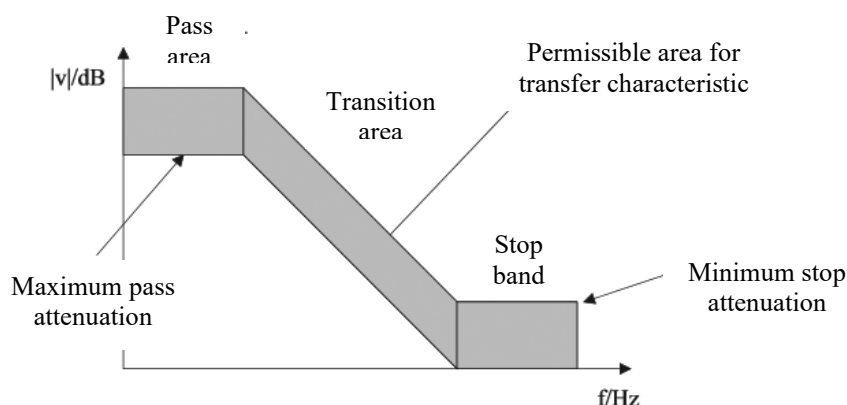 Pass
area
|v|/dB
Permissible area for
transfer characteristic
Transition
area
Stop
band
Maximum pass
attenuation
Minimum stop
attenuation
f/Hz